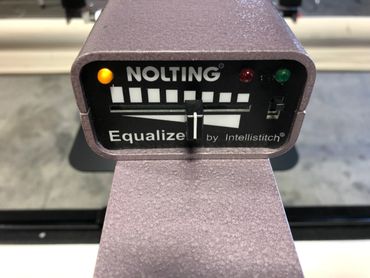 NOLTING®
Equalize by Intellistitch®